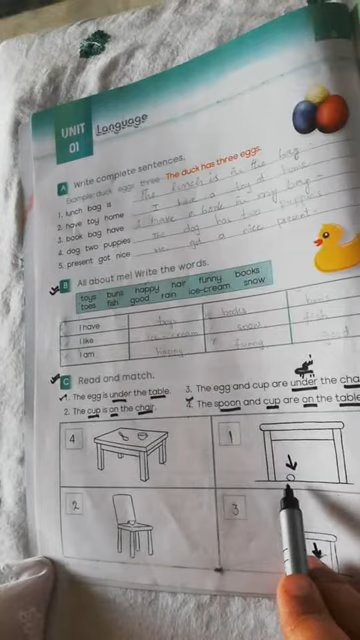 UNIT 01
Language
A Write complete sentences.
Example: duck eggs three The duck has three eggs.
1. lunch bag is The lunch is in the bag
2. have toy home I have a toy at home
3. book bag have I have a book in my bag
4. dog two puppies The dog has two puppies
5. present got nice got a nice present
B All about me! Write the words.
toys buns happy hair funny books
toes fish good rain ice-cream snow
I have toys books
I like ice-cream snow fish
I am happy funny good
C Read and match.
1. The egg is under the table. 3. The egg and cup are under the cha
2. The cup is on the chair. 4. The spoon and cup are on the table
4 1
2 3